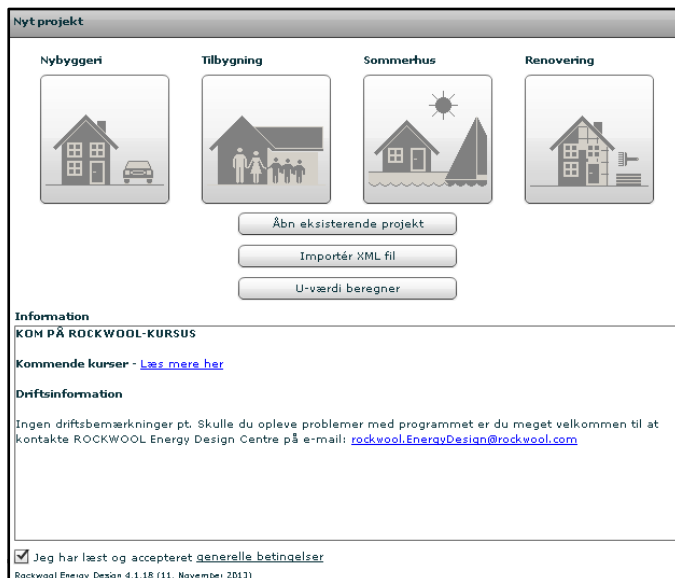 Nyt projekt
Nybyggeri Tilbygning Sommerhus Renovering
Åbn eksisterende projekt
Importér XML fil
U-værdi beregner
Information
KOM PÅ ROCKWOOL-KURSUS
Kommende kurser - Læs mere her
Driftsinformation
Ingen driftsbemærkninger pt. Skulle du opleve problemer med programmet er du meget velkommen til at
kontakte ROCKWOOL Energy Design Centre på e-mail: rockwool.EnergyDesign@rockwool.com
Jeg har læst og accepteret generelle betingelser
Rockwool Energy Design 4.1.18 (11. November 2013)